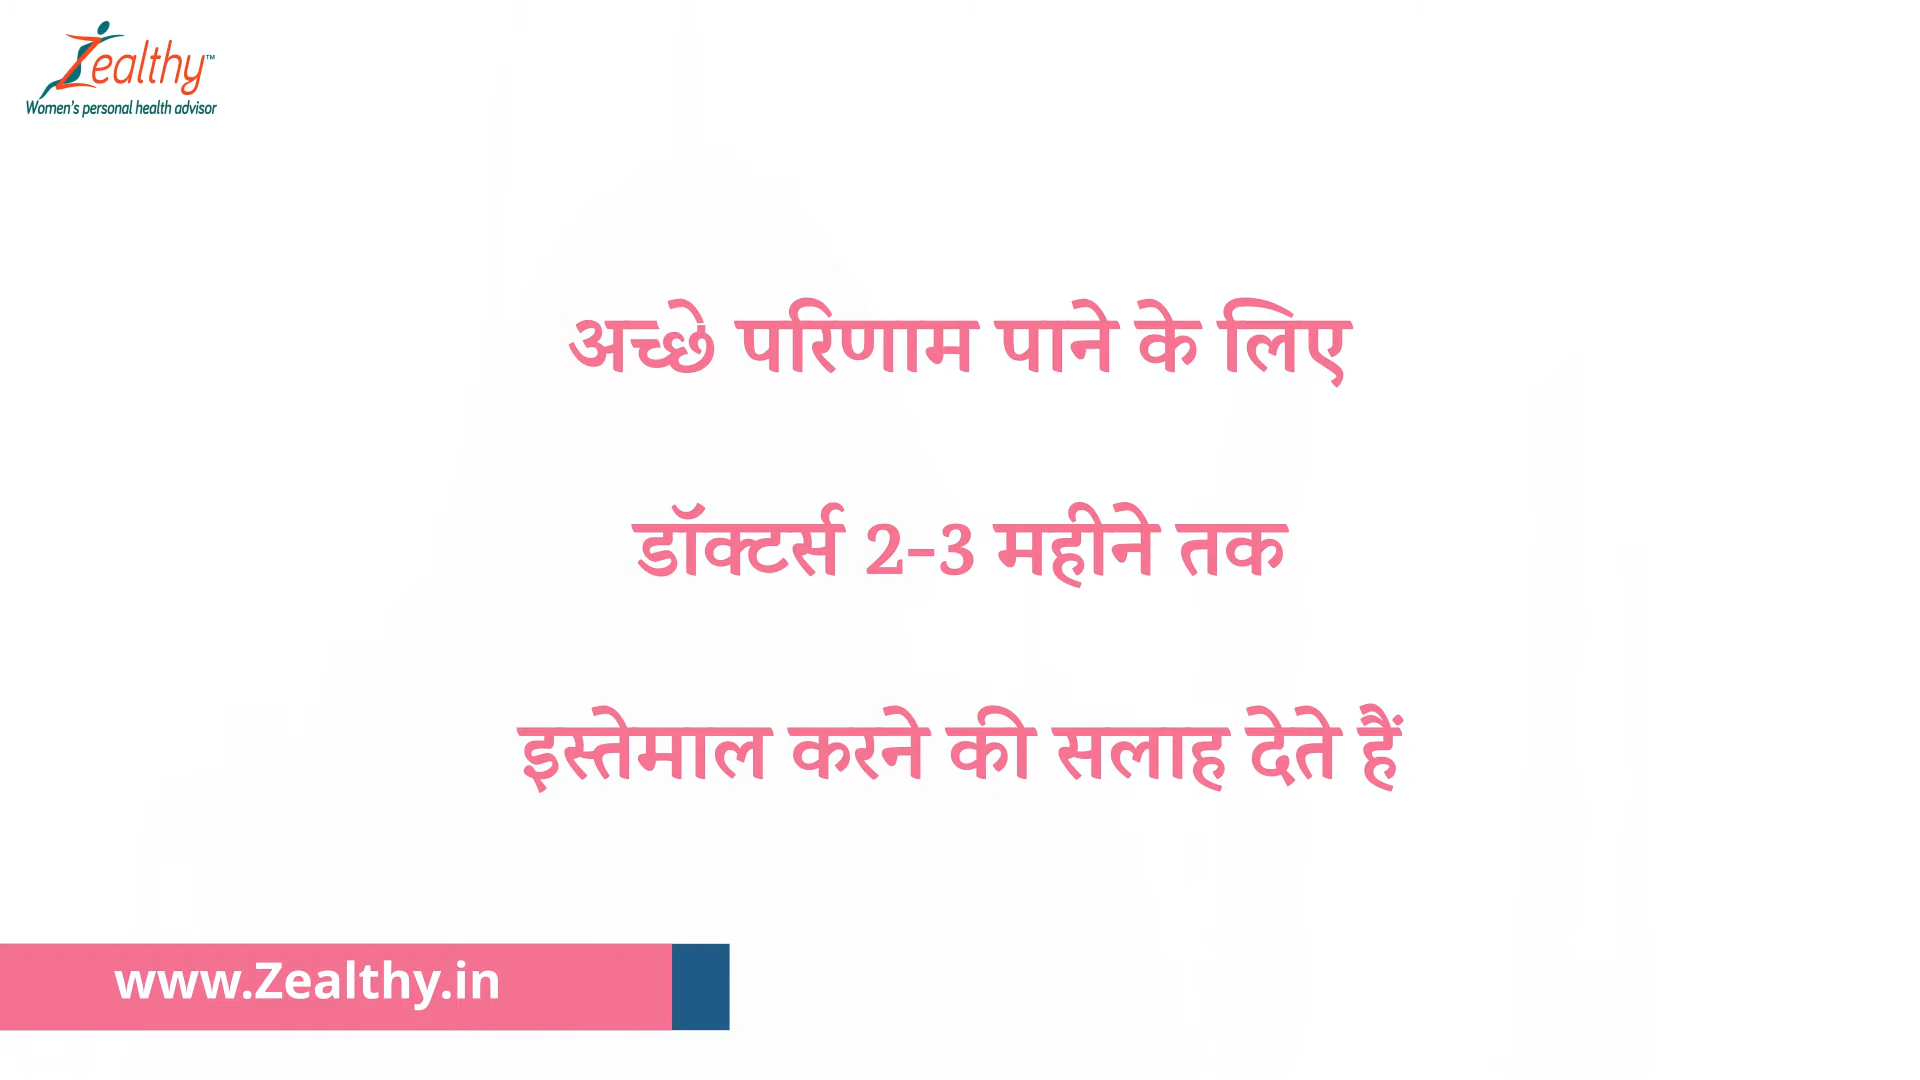 Zealthy™
Women's personal health advisor
अच्छे परिणाम पाने के लिए
डॉक्टर्स 2-3 महीने तक
इस्तेमाल करने की सलाह देते हैं
www.Zealthy.in